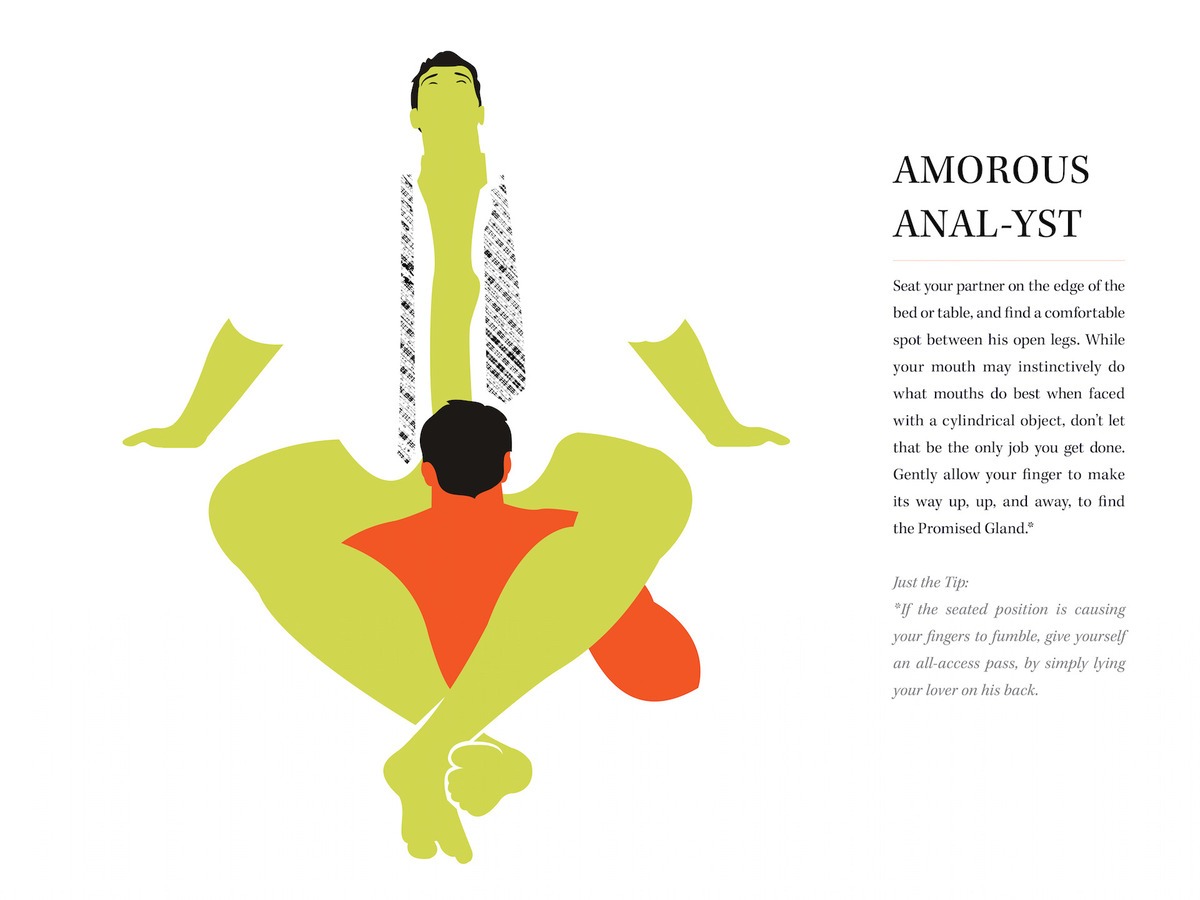 AMOROUS
ANAL-YST
Seat your partner on the edge of the
bed or table, and find a comfortable
spot between his open legs. While
your mouth may instinctively do
what mouths do best when faced
with a cylindrical object, don’t let
that be the only job you get done.
Gently allow your finger to make
its way up, up, and away, to find
the Promised Gland.*
Just the Tip:
*If the seated position is causing
your fingers to fumble, give yourself
an all-access pass, by simply lying
your lover on his back.